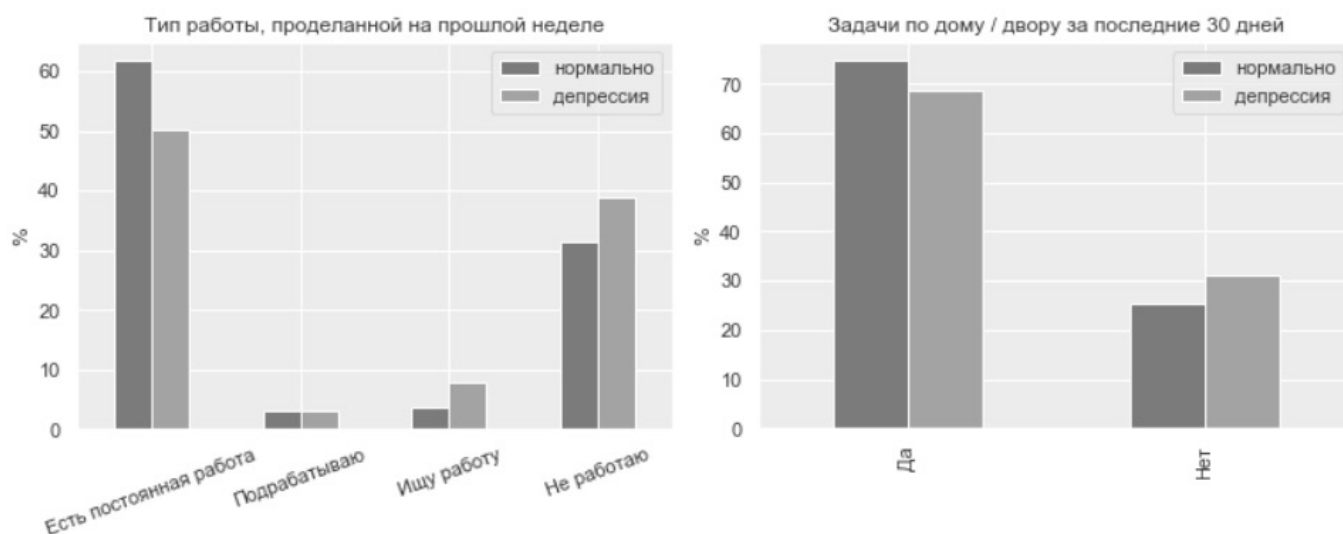 Тип работы, проделанной на прошлой неделе
нормально
депрессия
60
50
40
30
20
10
0
%
Есть постоянная работа
Подрабатываю
Ищу работу
Не работаю
Задачи по дому / двору за последние 30 дней
нормально
депрессия
70
60
50
40
30
20
10
0
%
Да
Нет